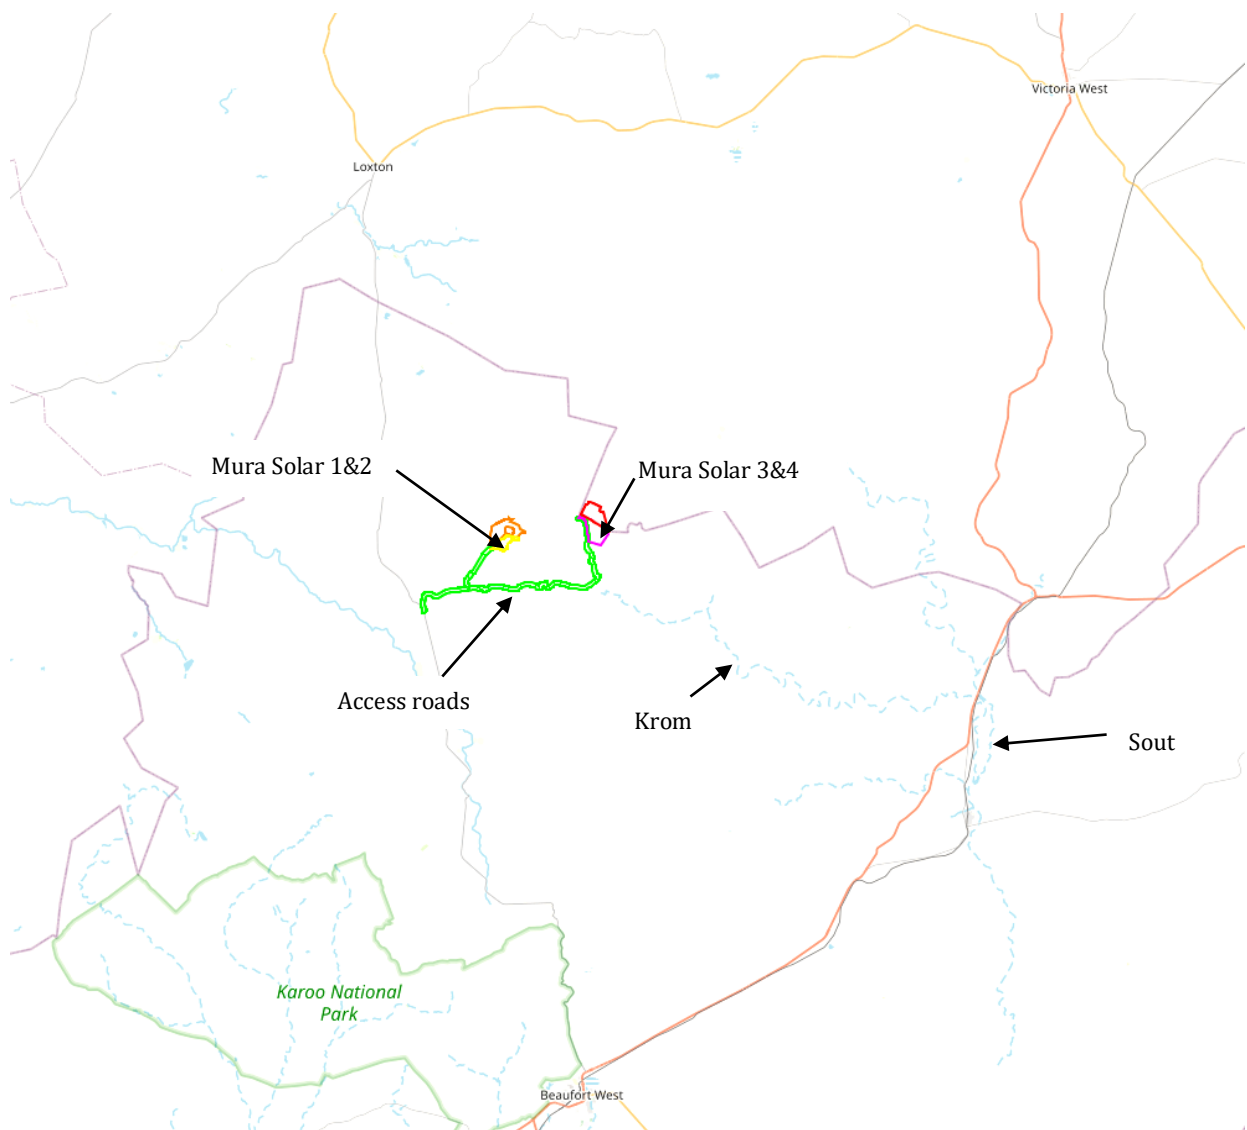 Victoria West
Loxton
Mura Solar 1&2
Mura Solar 3&4
Access roads
Krom
Sout
Karoo National
Park
Beaufort West